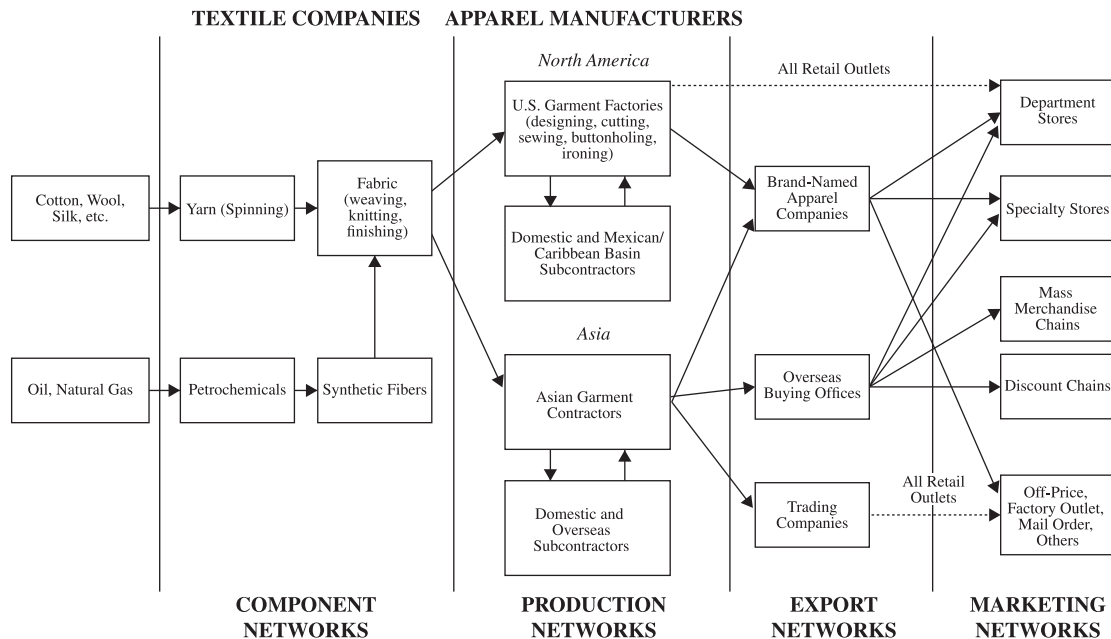 TEXTILE COMPANIES
APPAREL MANUFACTURERS
North America
All Retail Outlets
U.S. Garment Factories
(designing, cutting,
sewing, buttonholing,
ironing)
Department
Stores
Cotton, Wool,
Silk, etc.
Yarn (Spinning)
Fabric
(weaving,
knitting,
finishing)
Brand-Named
Apparel
Companies
Specialty Stores
Domestic and Mexican/
Caribbean Basin
Subcontractors
Mass
Merchandise
Chains
Asia
Oil, Natural Gas
Petrochemicals
Synthetic Fibers
Asian Garment
Contractors
Overseas
Buying Offices
Discount Chains
All Retail
Outlets
Domestic and
Overseas
Subcontractors
Trading
Companies
Off-Price,
Factory Outlet,
Mail Order,
Others
COMPONENT
NETWORKS
PRODUCTION
NETWORKS
EXPORT
NETWORKS
MARKETING
NETWORKS